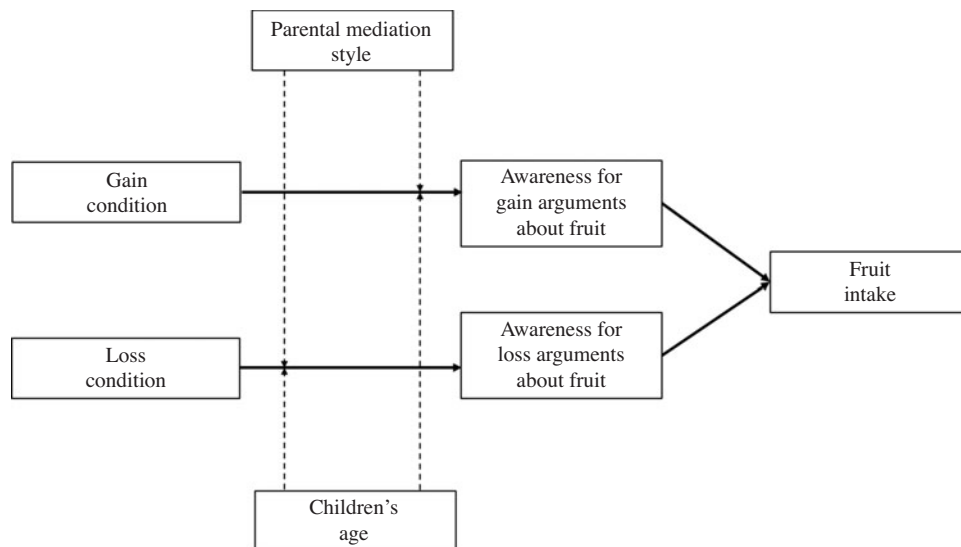 Parental mediation
style
Gain
condition
Awareness for
gain arguments
about fruit
Fruit
intake
Loss
condition
Awareness for
loss arguments
about fruit
Children’s
age